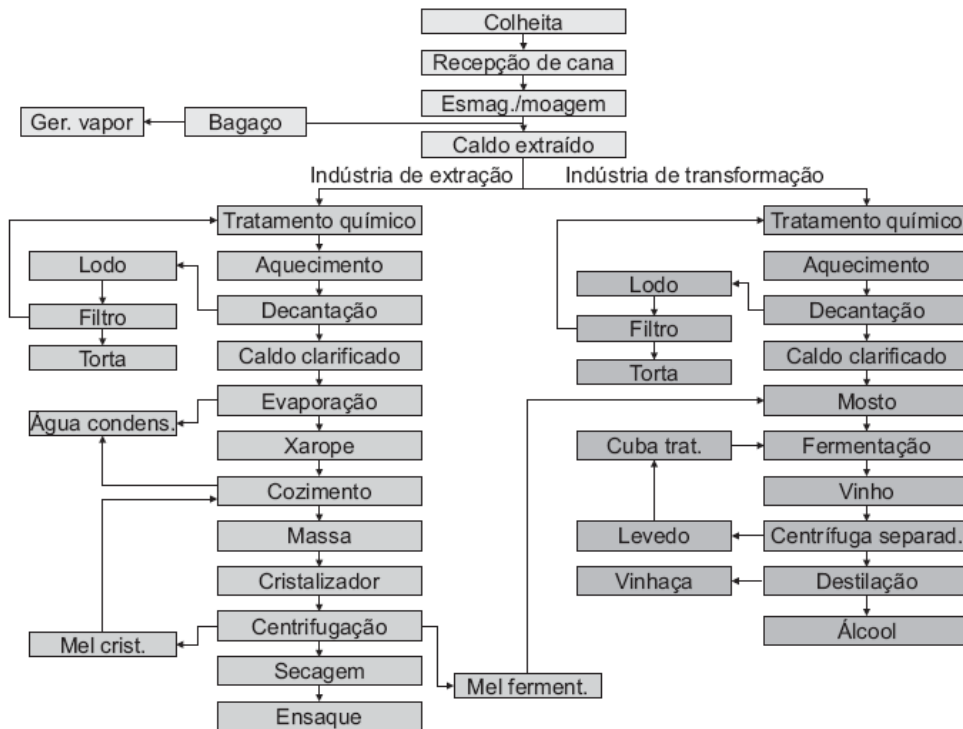 Colheita
Recepção de cana
Esmag./moagem
Ger. vapor
Bagaço
Caldo extraído
Indústria de extração
Indústria de transformação
Tratamento químico
Aquecimento
Lodo
Decantação
Filtro
Torta
Caldo clarificado
Evaporação
Água condens.
Xarope
Cozimento
Massa
Cristalizador
Centrifugação
Mel crist.
Secagem
Mel ferment.
Ensaque
Tratamento químico
Aquecimento
Lodo
Decantação
Filtro
Torta
Caldo clarificado
Mosto
Cuba trat.
Fermentação
Vinho
Levedo
Centrífuga separad.
Vinhaça
Destilação
Álcool